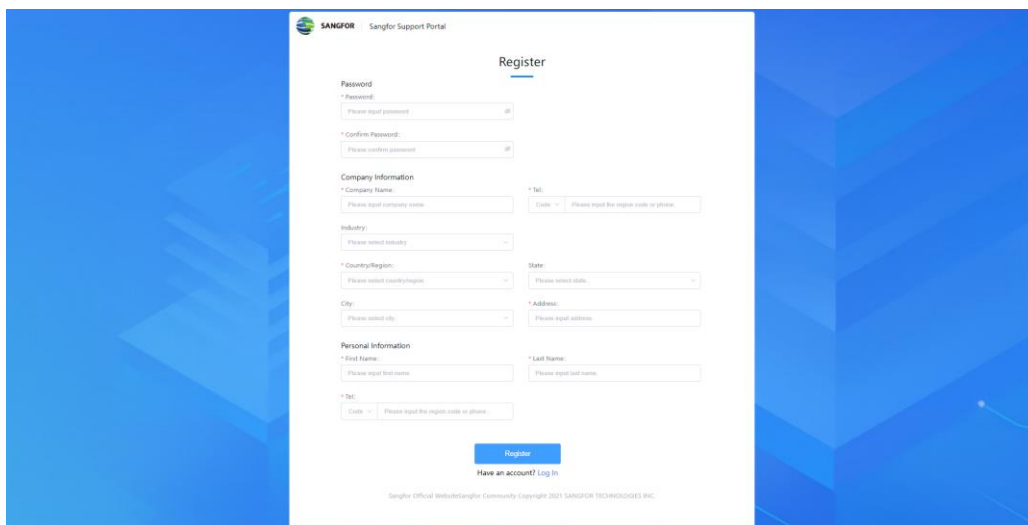 SANGFOR | Sangfor Support Portal
Register
Password
* Password:
Please input password
* Confirm Password:
Please confirm password
Company Information
* Company Name: * Tel:
Please input company name Code Please input the region code or phone
Industry:
Please select industry
* Country/Region: State:
Please select country/region Please select state
City: * Address:
Please select city Please input address
Personal Information
* First Name: * Last Name:
Please input first name Please input last name
* Tel:
Code Please input the region code or phone
Register
Have an account? Log In
Sangfor Official WebsiteSangfor Community Copyright 2021 SANGFOR TECHNOLOGIES INC.